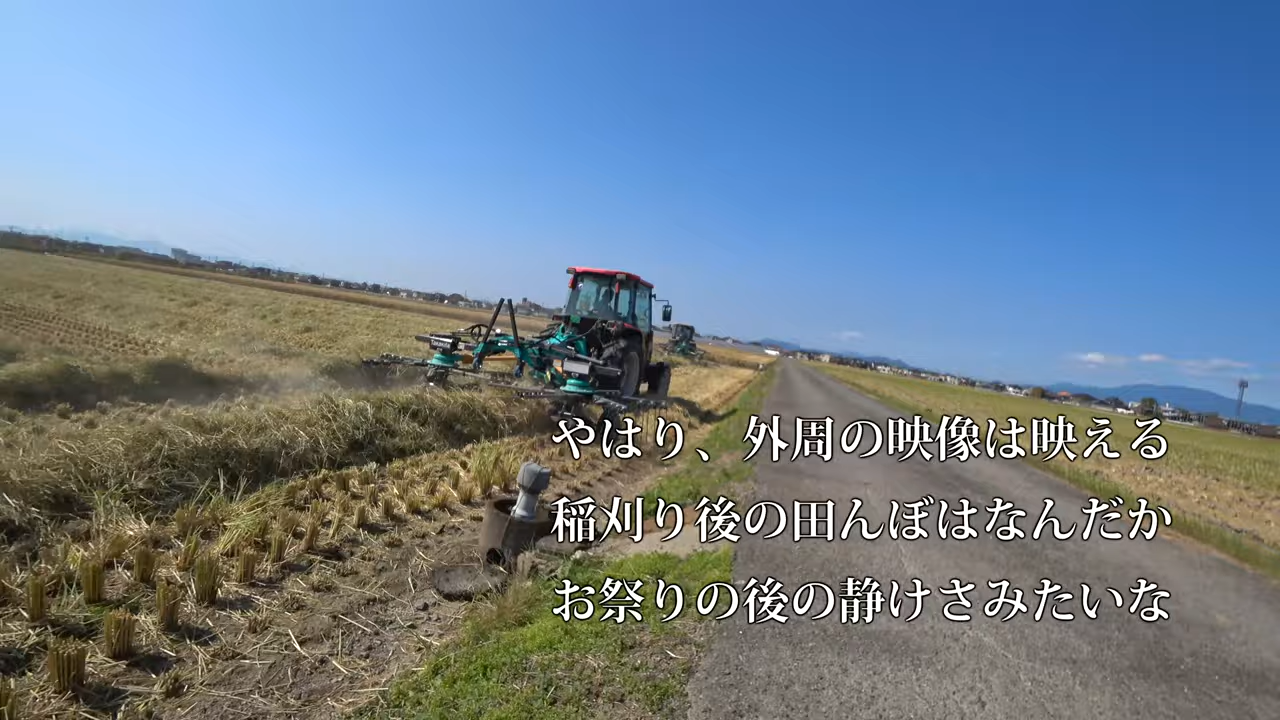 やはり、外周の映像は映える
稲刈り後の田んぼはなんだか
お祭りの後の静けさみたいな